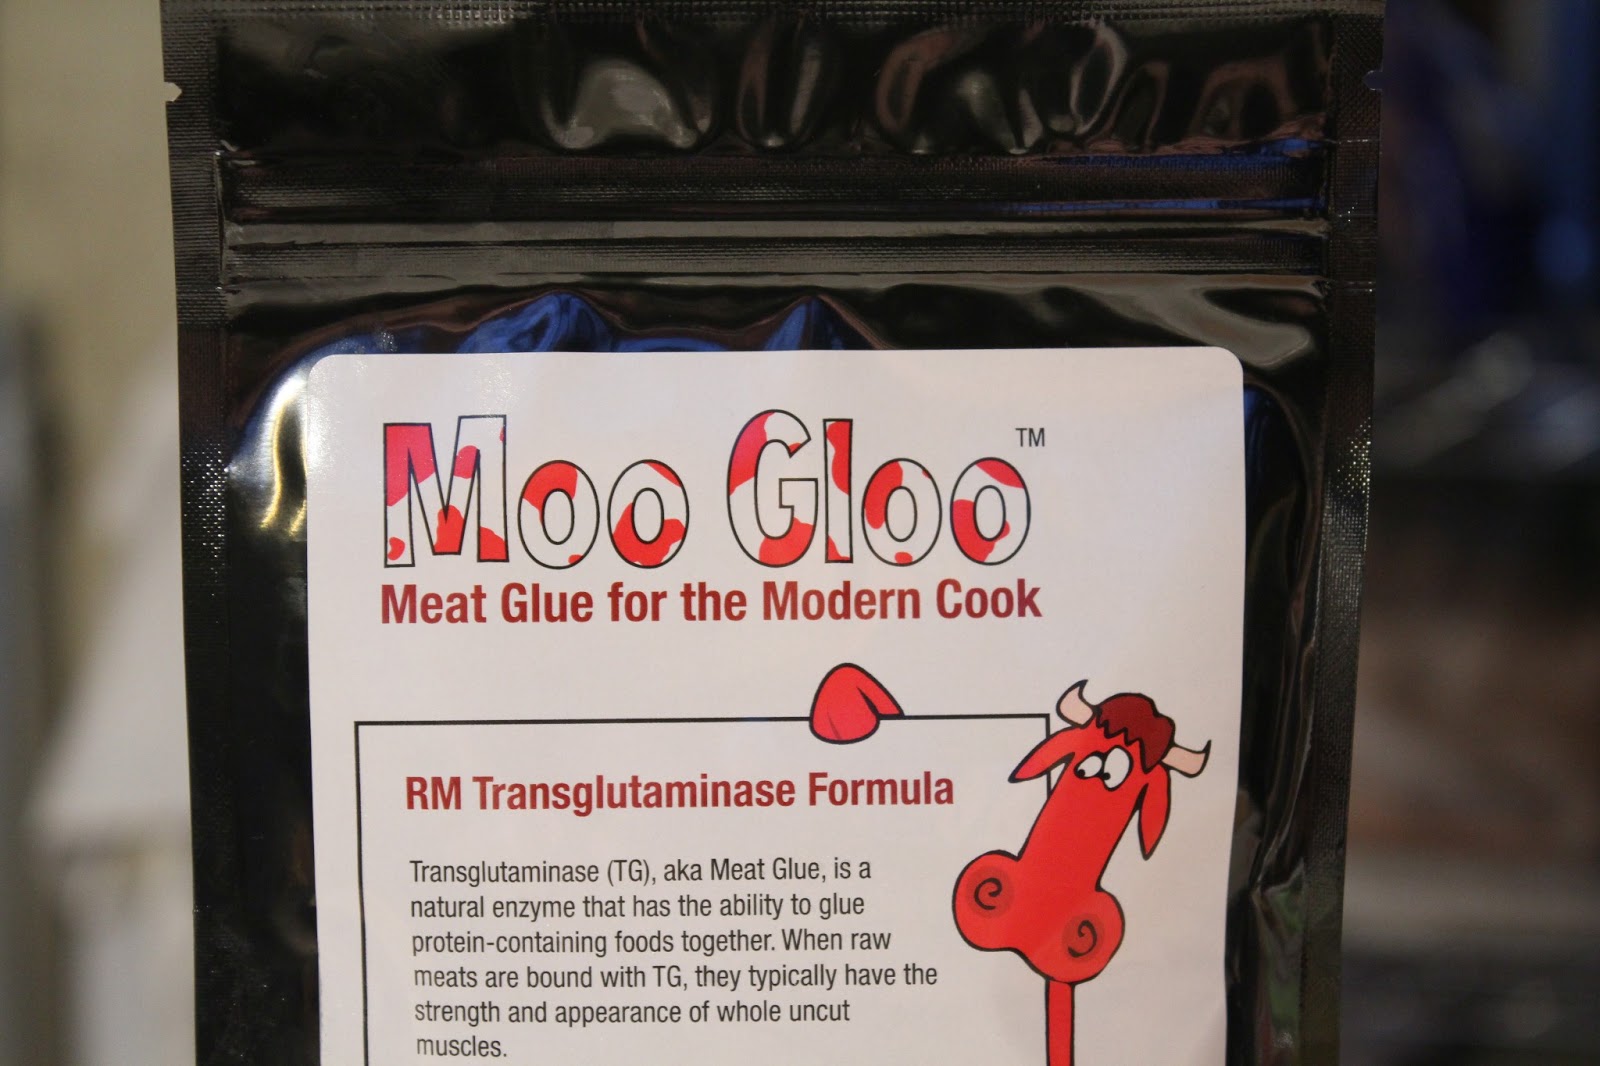 Moo Gloo™
Meat Glue for the Modern Cook
RM Transglutaminase Formula
Transglutaminase (TG), aka Meat Glue, is a
natural enzyme that has the ability to glue
protein-containing foods together. When raw
meats are bound with TG, they typically have the
strength and appearance of whole uncut
muscles.